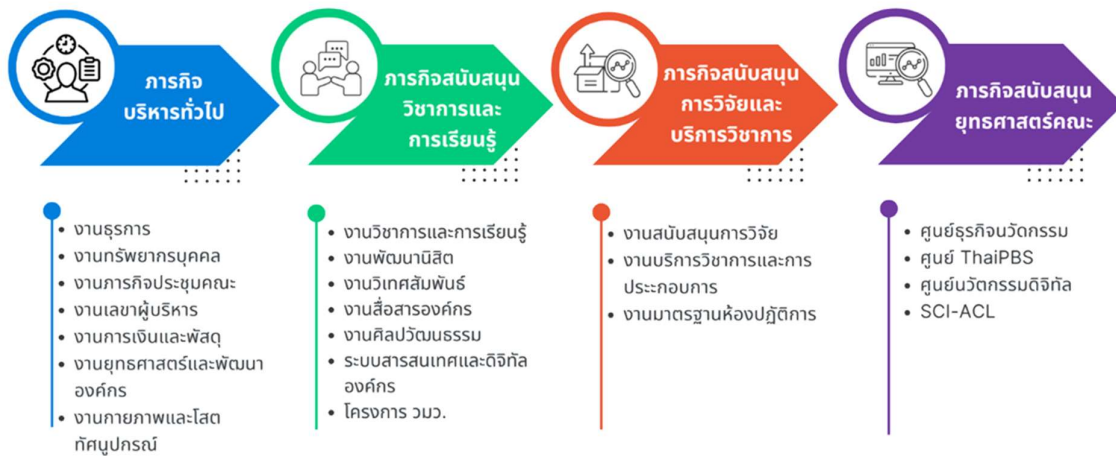 ภารกิจ
บริหารทั่วไป
ภารกิจสนับสนุน
วิชาการและ
การเรียนรู้
ภารกิจสนับสนุน
การวิจัยและ
บริการวิชาการ
ภารกิจสนับสนุน
ยุทธศาสตร์คณะ
• งานธุรการ
• งานทรัพยากรบุคคล
• งานภารกิจประชุมคณะ
• งานเลขาผู้บริหาร
• งานการเงินและพัสดุ
• งานยุทธศาสตร์และพัฒนา
องค์กร
• งานกายภาพและโสต
ทัศนูปกรณ์
• งานวิชาการและการเรียนรู้
• งานพัฒนานิสิต
• งานวิเทศสัมพันธ์
• งานสื่อสารองค์กร
• งานศิลปวัฒนธรรม
• ระบบสารสนเทศและดิจิทัล
องค์กร
• โครงการ วมว.
• งานสนับสนุนการวิจัย
• งานบริการวิชาการและการ
ประะกอบการ
• งานมาตรฐานห้องปฏิติการ
• ศูนย์ธุรกิจนวัตกรรม
• ศูนย์ ThaiPBS
• ศูนย์นวัตกรรมดิจิทัล
• SCI-ACL